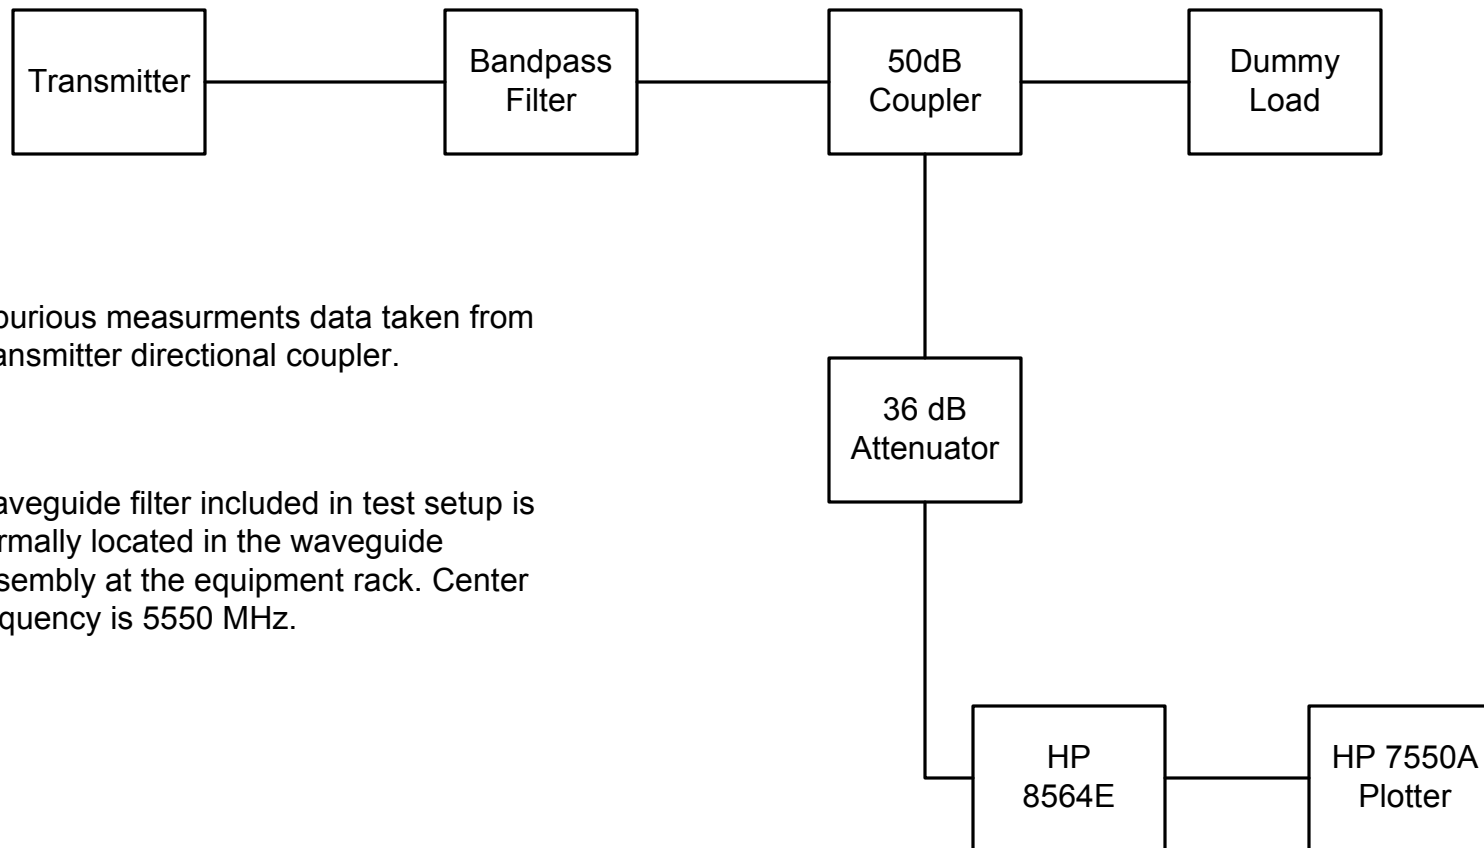 Transmitter
Bandpass
Filter
50dB
Coupler
Dummy
Load
purious measurments data taken from
ansmitter directional coupler.
36 dB
Attenuator
aveguide filter included in test setup is
rmally located in the waveguide
sembly at the equipment rack. Center
quency is 5550 MHz.
HP
8564E
HP 7550A
Plotter